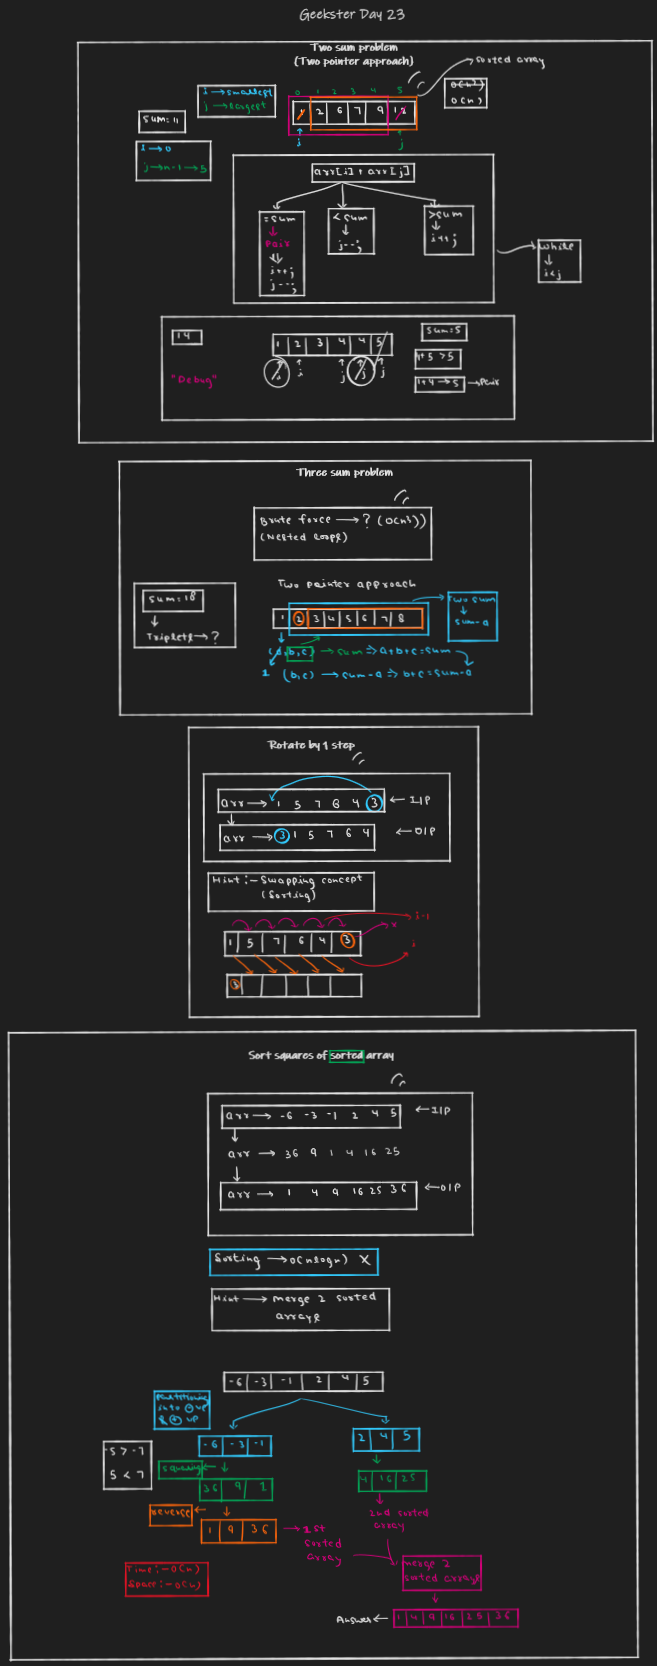 Geekster Day 23
Two sum problem
(Two pointer approach)
sorted array
i → smallest
j → largest
0 1 2 3 4 5
1 2 6 7 9 12
O(n²)
O(n)
sum = 11
i j
i → 0
j → n-1 → 5
arr[i] + arr[j]
= sum
↓
Pair
↓
i++;
j--;
< sum
↓
j--;
> sum
↓
i++;
while
↓
i<j
14
"Debug"
1 2 3 4 4 5
i i j j j
sum = 5
1+5 > 5
1+4 → 5 → Pair
Three sum problem
Brute force → ? (O(n³))
(Nested loops)
Two pointer approach
sum = 18
↓
Triplets → ?
1 2 3 4 5 6 7 8
Two sum
↓
sum-a
(a,b,c) → sum ⇒ a+b+c = sum
1 (b,c) → sum-a ⇒ b+c = sum-a
Rotate by 1 step
arr → 1 5 7 6 4 3 ← I/P
arr → 3 1 5 7 6 4 ← O/P
Hint :- Swapping concept
(Sorting)
i-1
x
i
1 5 7 6 4 3
3
Sort squares of sorted array
arr → -6 -3 -1 2 4 5 ← I/P
arr → 36 9 1 4 16 25
arr → 1 4 9 16 25 36 ← O/P
Sorting → O(nlogn) X
Hint → merge 2 sorted
arrays
-6 -3 -1 2 4 5
Partitioning
into ⊖ve
& ⊕ve
-6 -3 -1
2 4 5
-5 > -7
5 < 7
squaring ←
36 9 1
4 16 25
reverse ←
1 9 36
→ 1st
sorted
array
2nd sorted
array
merge 2
sorted arrays
Time :- O(n)
Space :- O(n)
Answer ← 1 4 9 16 25 36